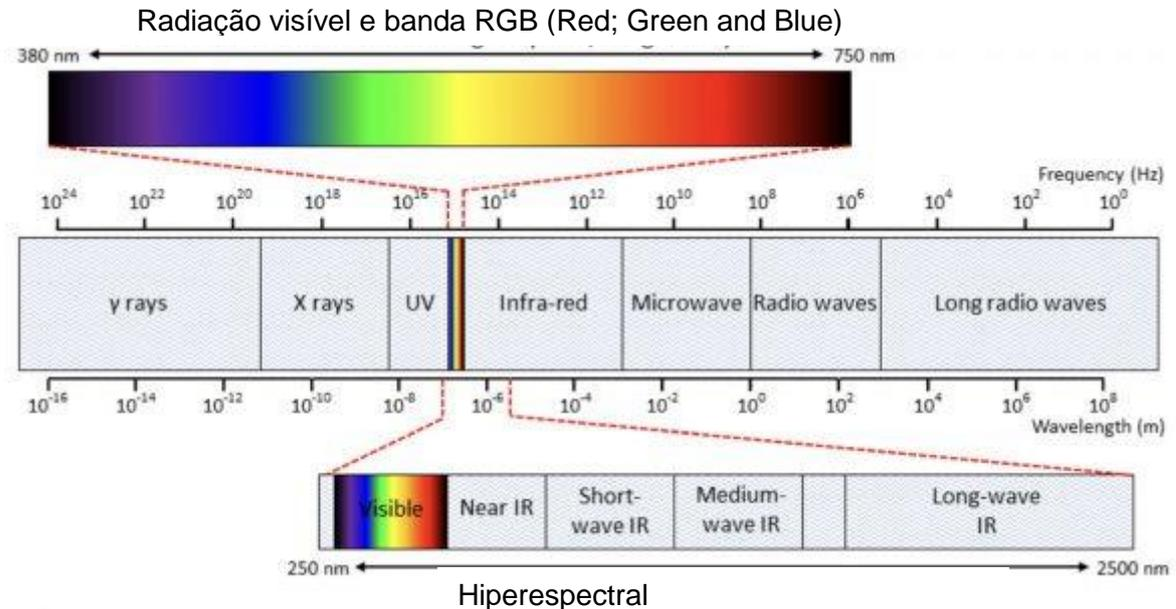 Radiação visível e banda RGB (Red; Green and Blue)
380 nm 750 nm
Frequency (Hz)
10²⁴ 10²² 10²⁰ 10¹⁸ 10¹⁶ 10¹⁴ 10¹² 10¹⁰ 10⁸ 10⁶ 10⁴ 10² 10⁰
γ rays X rays UV Infra-red Microwave Radio waves Long radio waves
10⁻¹⁶ 10⁻¹⁴ 10⁻¹² 10⁻¹⁰ 10⁻⁸ 10⁻⁶ 10⁻⁴ 10⁻² 10⁰ 10² 10⁴ 10⁶ 10⁸
Wavelength (m)
Visible Near IR Short-
wave IR Medium-
wave IR Long-wave
IR
250 nm 2500 nm
Hiperespectral